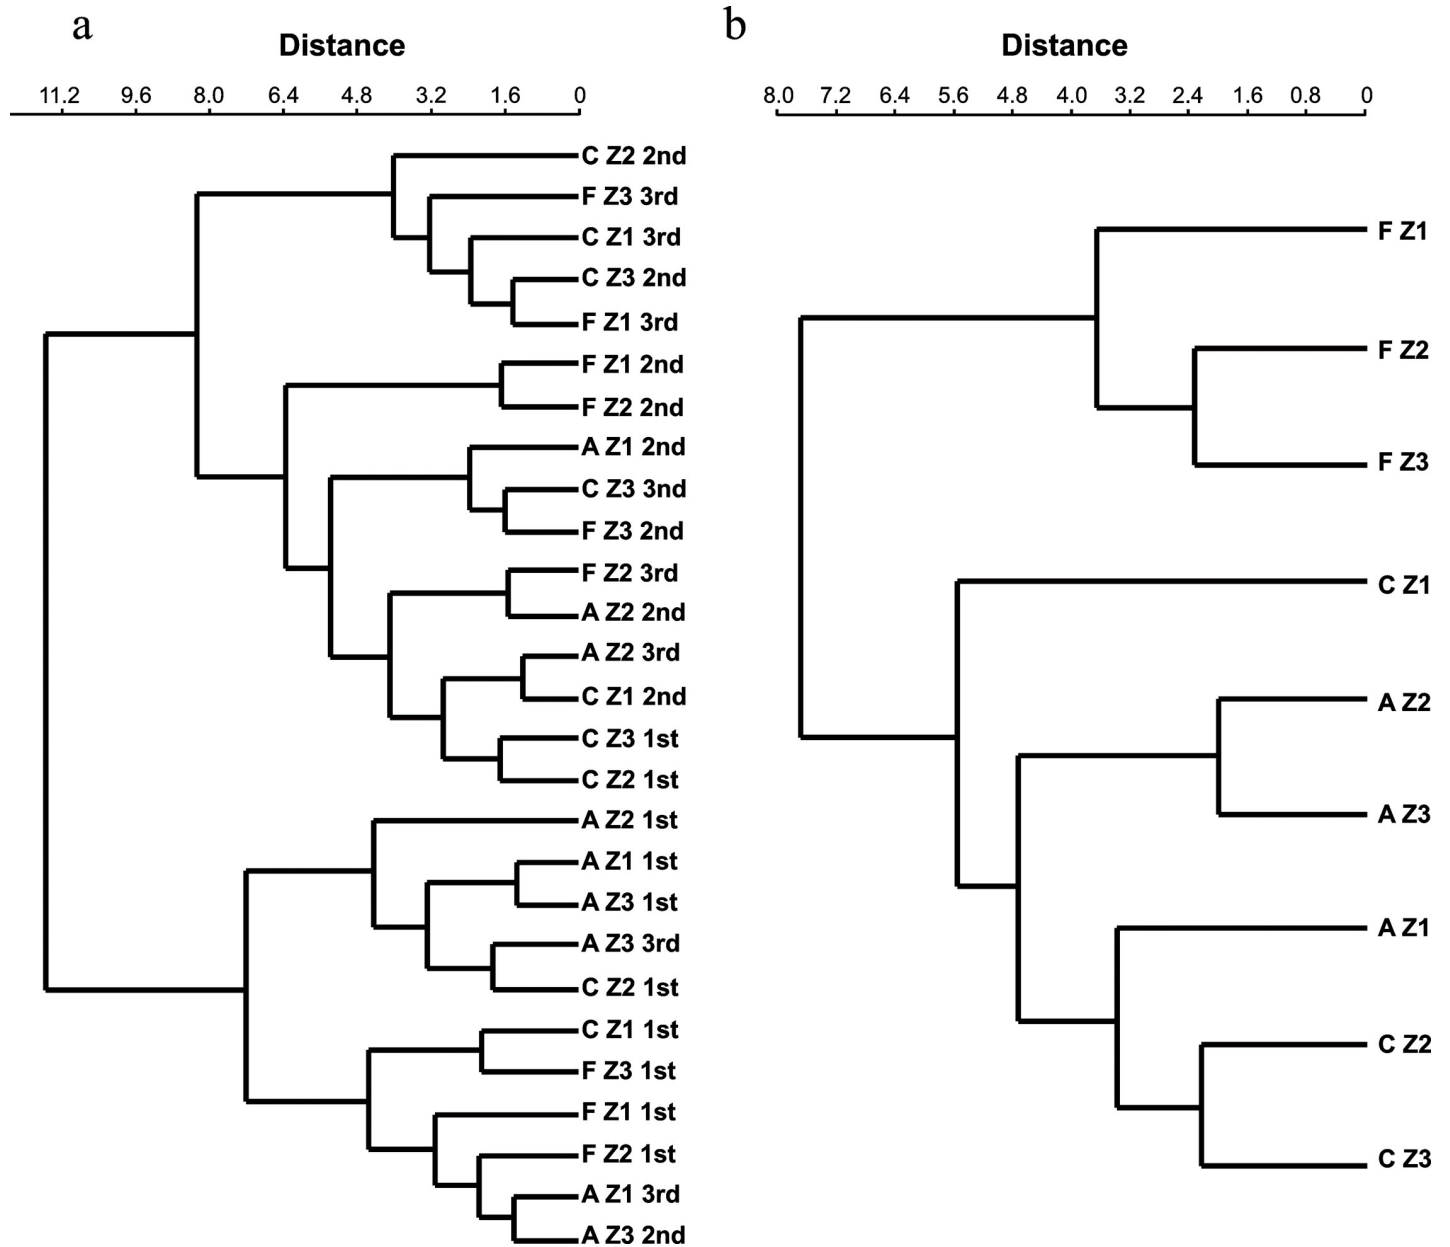 a
Distance
11.2 9.6 8.0 6.4 4.8 3.2 1.6 0
C Z2 2nd
F Z3 3rd
C Z1 3rd
C Z3 2nd
F Z1 3rd
F Z1 2nd
F Z2 2nd
A Z1 2nd
C Z3 3nd
F Z3 2nd
F Z2 3rd
A Z2 2nd
A Z2 3rd
C Z1 2nd
C Z3 1st
C Z2 1st
A Z2 1st
A Z1 1st
A Z3 1st
A Z3 3rd
C Z2 1st
C Z1 1st
F Z3 1st
F Z1 1st
F Z2 1st
A Z1 3rd
A Z3 2nd
b
Distance
8.0 7.2 6.4 5.6 4.8 4.0 3.2 2.4 1.6 0.8 0
F Z1
F Z2
F Z3
C Z1
A Z2
A Z3
A Z1
C Z2
C Z3